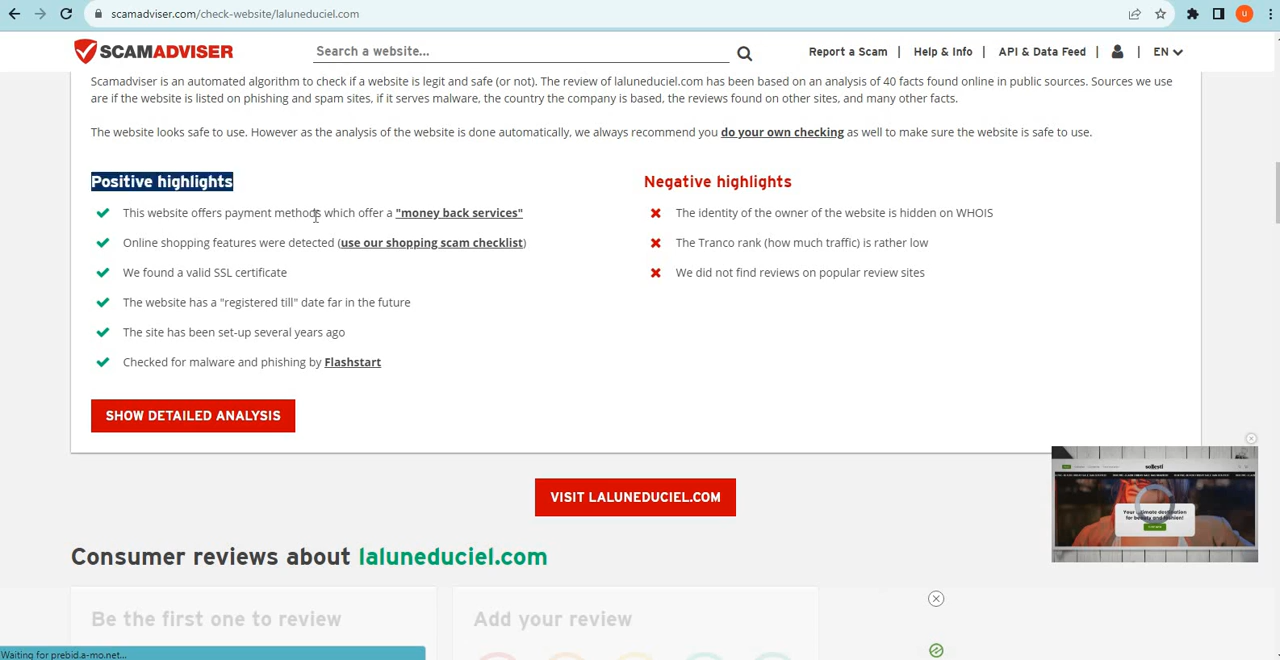 scamadviser.com/check-website/laluneduciel.com
U
SCAMADVISER
Search a website...
Report a Scam | Help & Info | API & Data Feed | | EN
Scamadviser is an automated algorithm to check if a website is legit and safe (or not). The review of laluneduciel.com has been based on an analysis of 40 facts found online in public sources. Sources we use
are if the website is listed on phishing and spam sites, if it serves malware, the country the company is based, the reviews found on other sites, and many other facts.
The website looks safe to use. However as the analysis of the website is done automatically, we always recommend you do your own checking as well to make sure the website is safe to use.
Positive highlights
This website offers payment methods which offer a "money back services"
Online shopping features were detected (use our shopping scam checklist)
We found a valid SSL certificate
The website has a "registered till" date far in the future
The site has been set-up several years ago
Checked for malware and phishing by Flashstart
Negative highlights
The identity of the owner of the website is hidden on WHOIS
The Tranco rank (how much traffic) is rather low
We did not find reviews on popular review sites
SHOW DETAILED ANALYSIS
Your ultimate destination
for beauty and fashion!
VISIT LALUNEDUCIEL.COM
Consumer reviews about laluneduciel.com
Be the first one to review
Add your review
Waiting for prebid.a-mo.net...